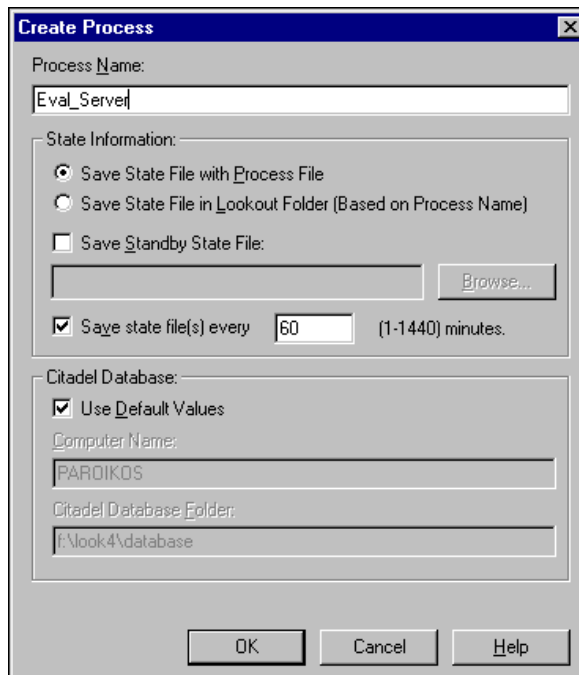 Create Process
Process Name:
Eval_Server
State Information:
Save State File with Process File
Save State File in Lookout Folder (Based on Process Name)
Save Standby State File:
Browse...
Save state file(s) every 60 (1-1440) minutes.
Citadel Database:
Use Default Values
Computer Name:
PAROIKOS
Citadel Database Folder:
f:\look4\database
OK Cancel Help